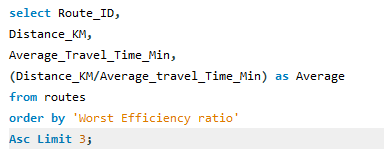 select Route_ID,
Distance_KM,
Average_Travel_Time_Min,
(Distance_KM/Average_travel_Time_Min) as Average
from routes
order by 'Worst Efficiency ratio'
Asc Limit 3;